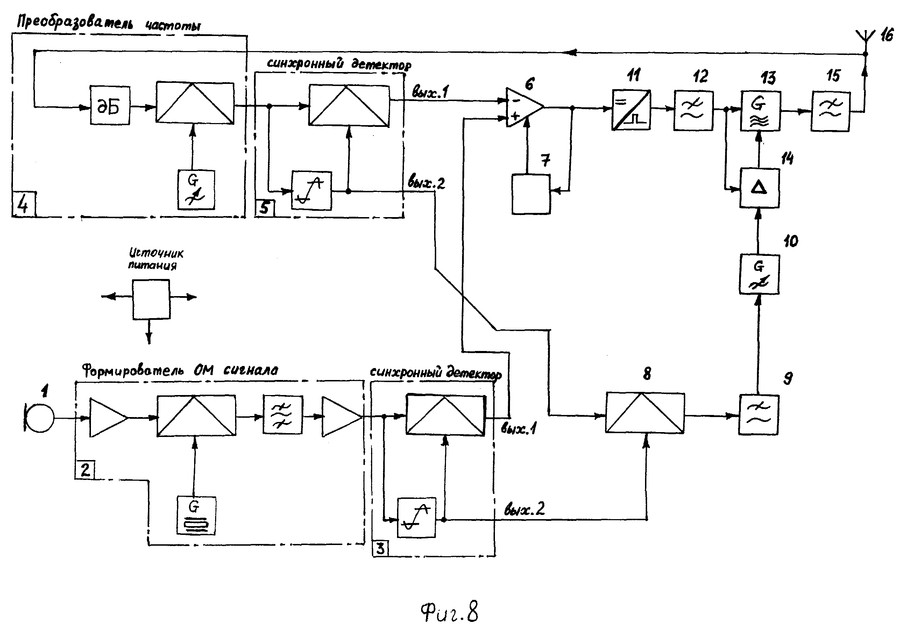 Преобразователь частоты
16
синхронный детектор
6
11
12
13
15
дБ
вых.1
-
+
=
G
7
14
G
вых.2
Δ
4
5
10
Источник
питания
G
Формирователь ОМ сигнала
синхронный детектор
1
8
9
вых.1
2
G
вых.2
3
Фиг.8